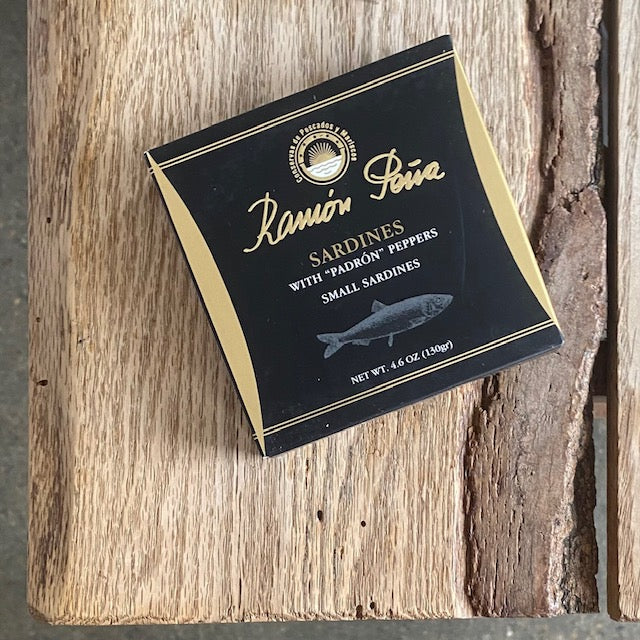 Conservas de Pescados y Mariscos
Ramón Peña
SARDINES
WITH "PADRÓN" PEPPERS
SMALL SARDINES
NET WT. 4.6 OZ (130gr)